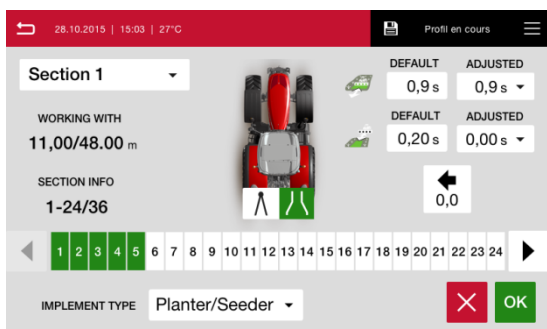 28.10.2015 | 15:03 | 27°C
Profil en cours
Section 1
DEFAULT ADJUSTED
0,9 s 0,9 s
WORKING WITH
11,00/48.00 m
DEFAULT ADJUSTED
0,20 s 0,00 s
SECTION INFO
1-24/36
0,0
1 2 3 4 5 6 7 8 9 10 11 12 13 14 15 16 17 18 19 20 21 22 23 24
IMPLEMENT TYPE Planter/Seeder
OK